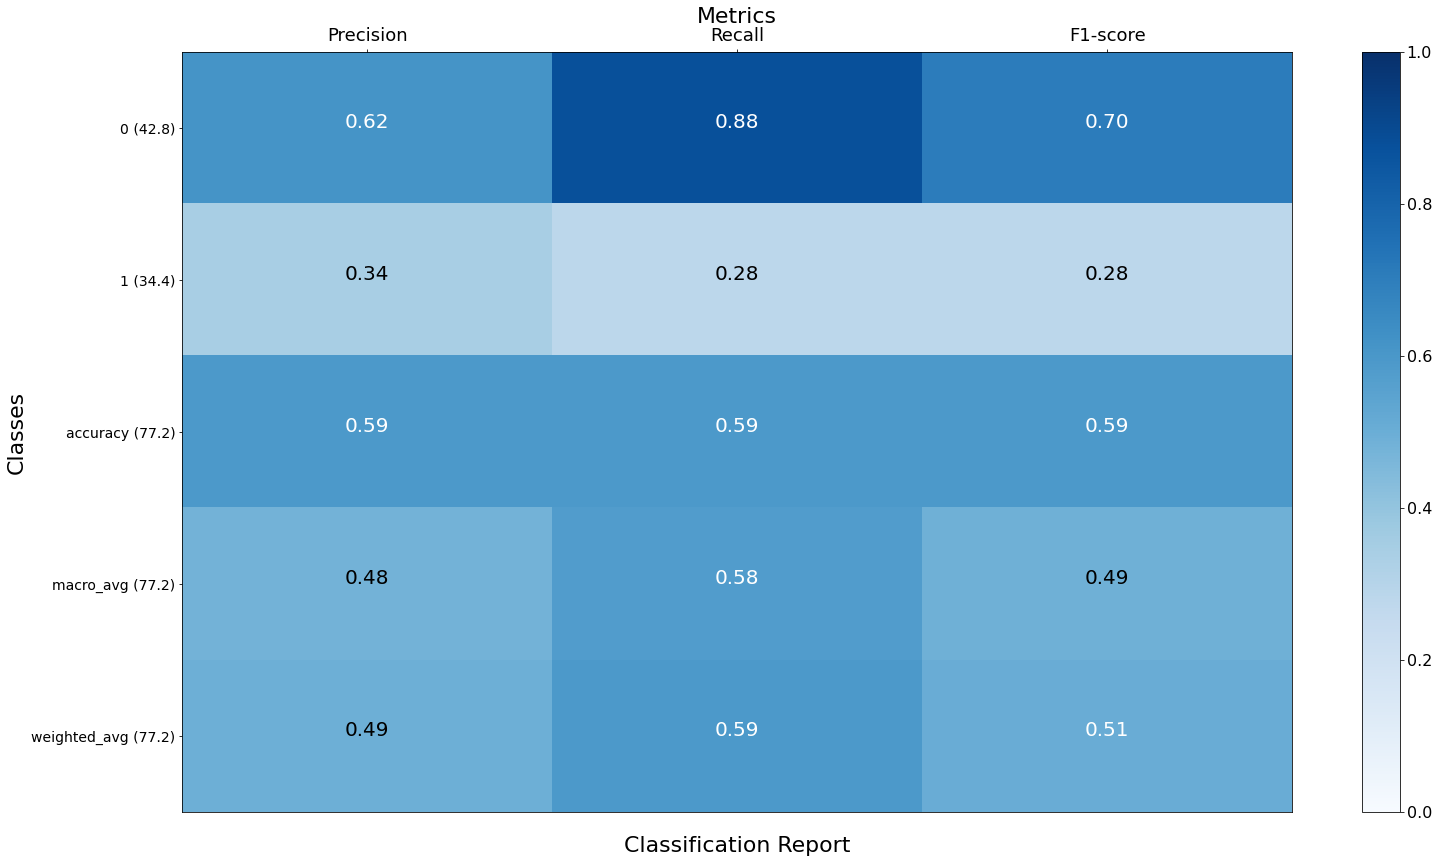 Metrics
Precision Recall F1-score
0 (42.8) 0.62 0.88 0.70
1 (34.4) 0.34 0.28 0.28
accuracy (77.2) 0.59 0.59 0.59
macro_avg (77.2) 0.48 0.58 0.49
weighted_avg (77.2) 0.49 0.59 0.51
Classes
Classification Report
1.0
0.8
0.6
0.4
0.2
0.0